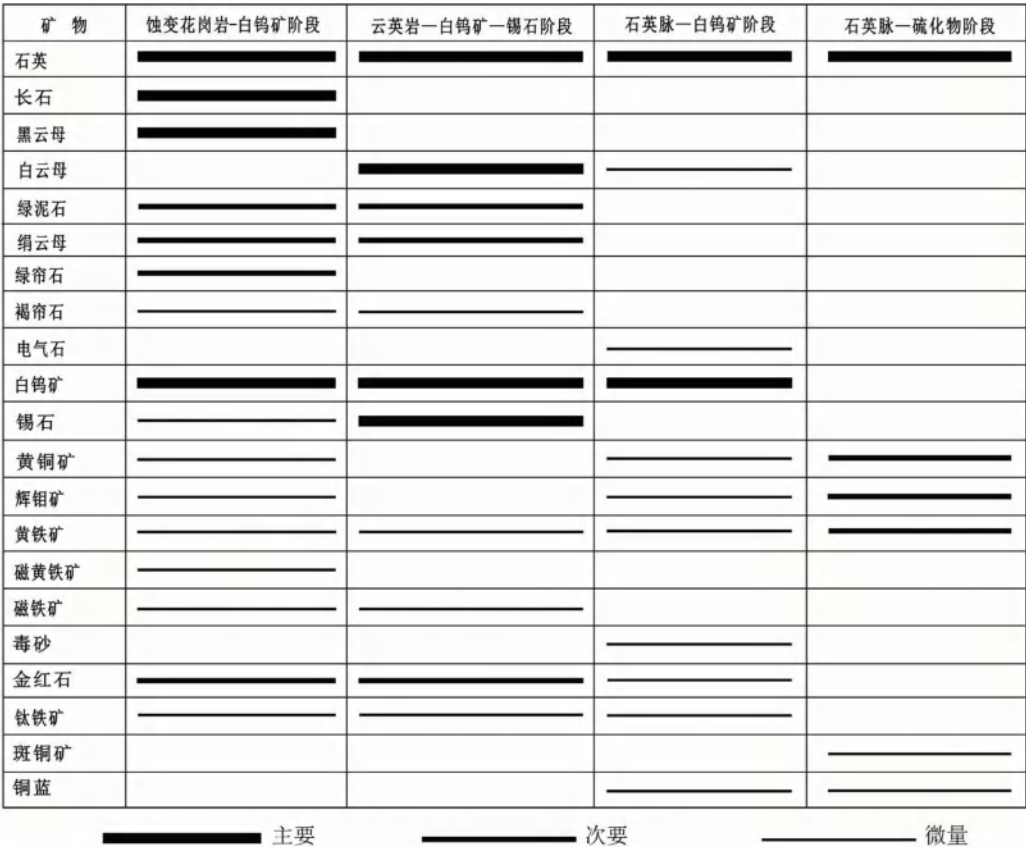 矿 物 蚀变花岗岩-白钨矿阶段 云英岩—白钨矿—锡石阶段 石英脉—白钨矿阶段 石英脉—硫化物阶段
石英
长石
黑云母
白云母
绿泥石
绢云母
绿帘石
褐帘石
电气石
白钨矿
锡石
黄铜矿
辉钼矿
黄铁矿
磁黄铁矿
磁铁矿
毒砂
金红石
钛铁矿
斑铜矿
铜蓝
主要 次要 微量